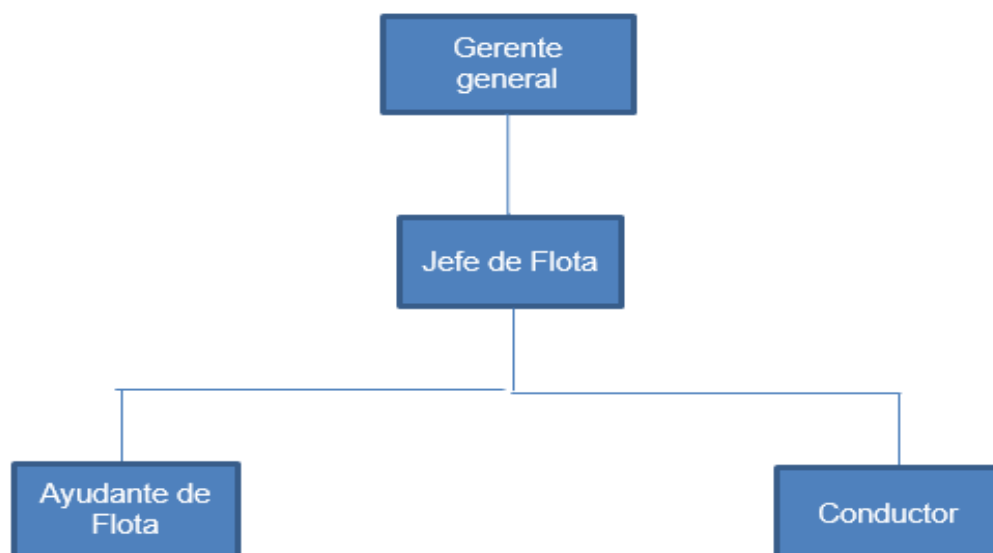 Gerente
general
Jefe de Flota
Ayudante de
Flota
Conductor